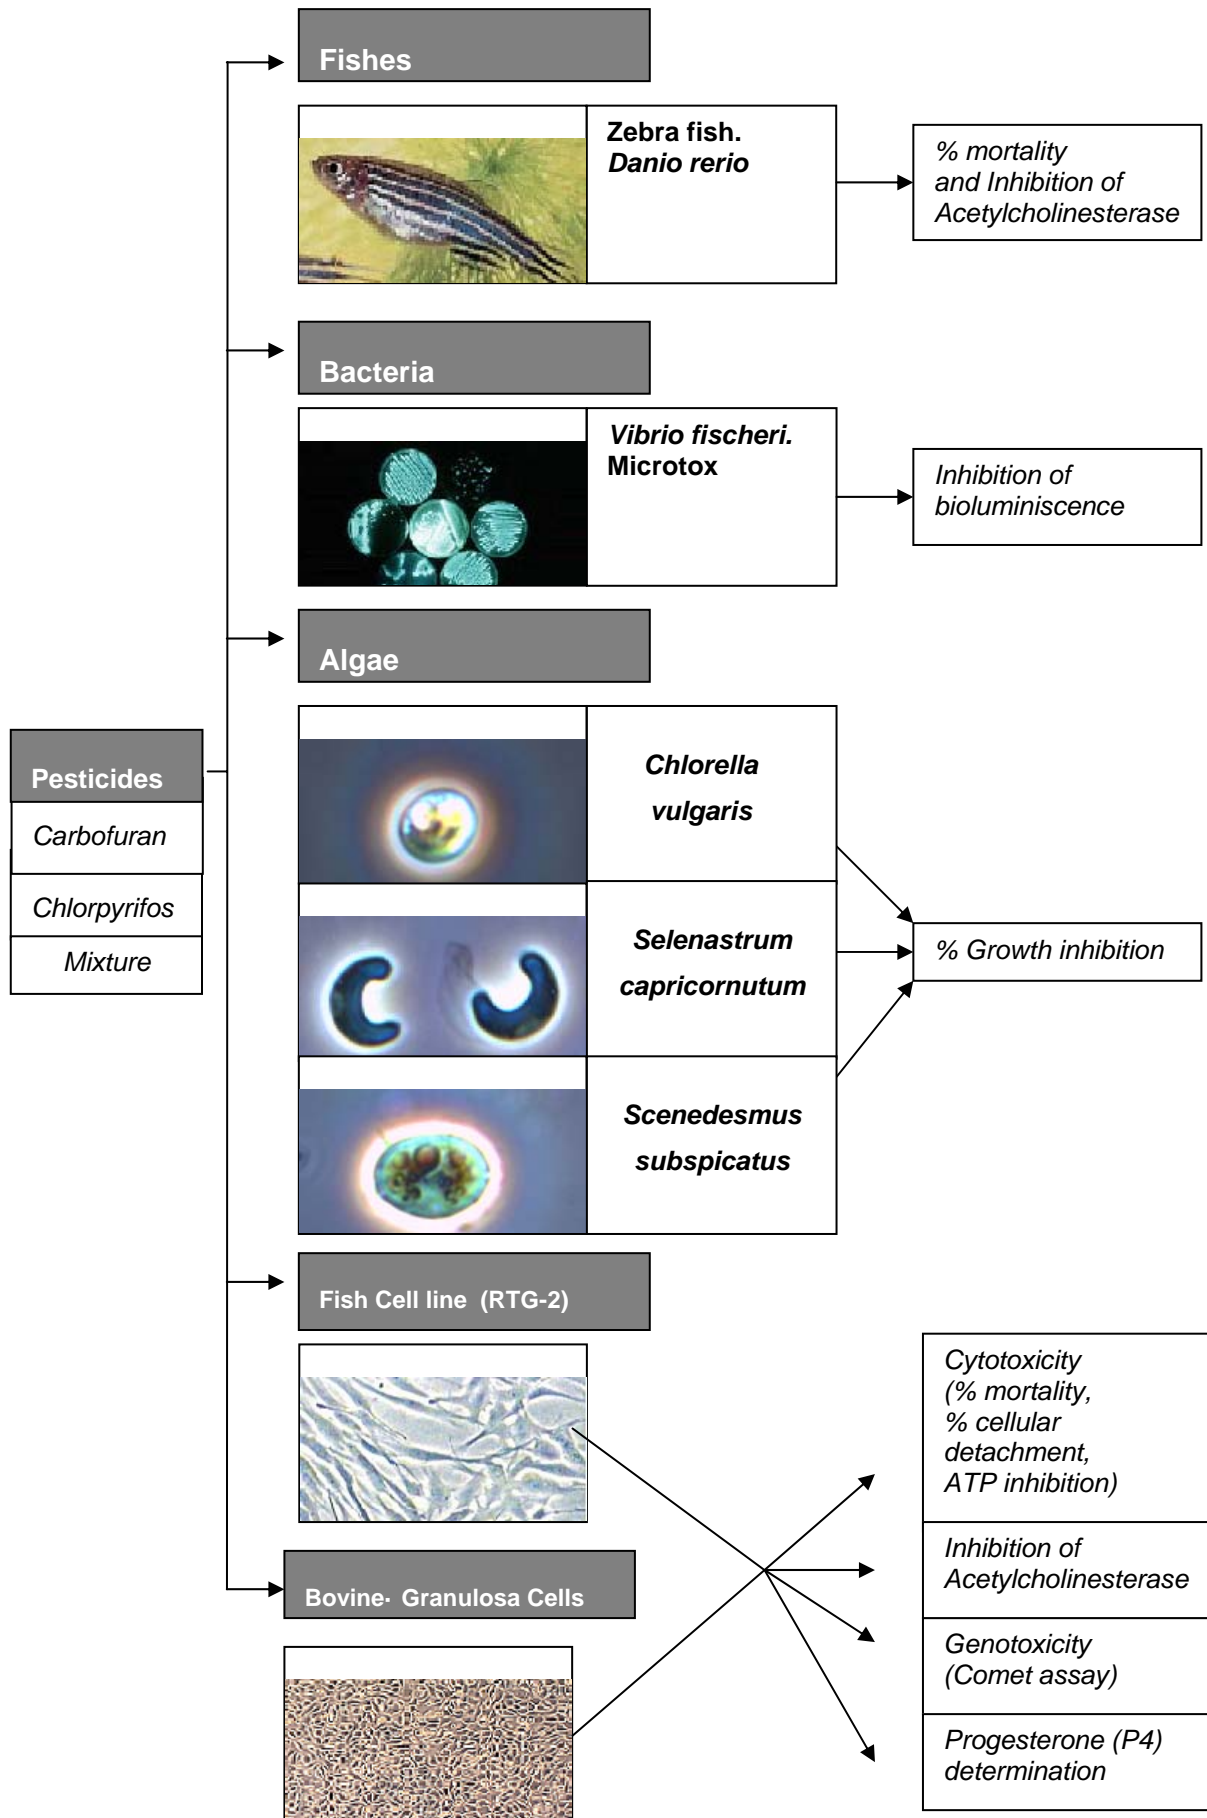 Fishes
Zebra fish.
Danio rerio
% mortality
and Inhibition of
Acetylcholinesterase
Bacteria
Vibrio fischeri.
Microtox
Inhibition of
bioluminiscence
Algae
Pesticides
Carbofuran
Chlorpyrifos
Mixture
Chlorella
vulgaris
Selenastrum
capricornutum
Scenedesmus
subspicatus
% Growth inhibition
Fish Cell line (RTG-2)
Bovine- Granulosa Cells
Cytotoxicity
(% mortality,
% cellular
detachment,
ATP inhibition)
Inhibition of
Acetylcholinesterase
Genotoxicity
(Comet assay)
Progesterone (P4)
determination